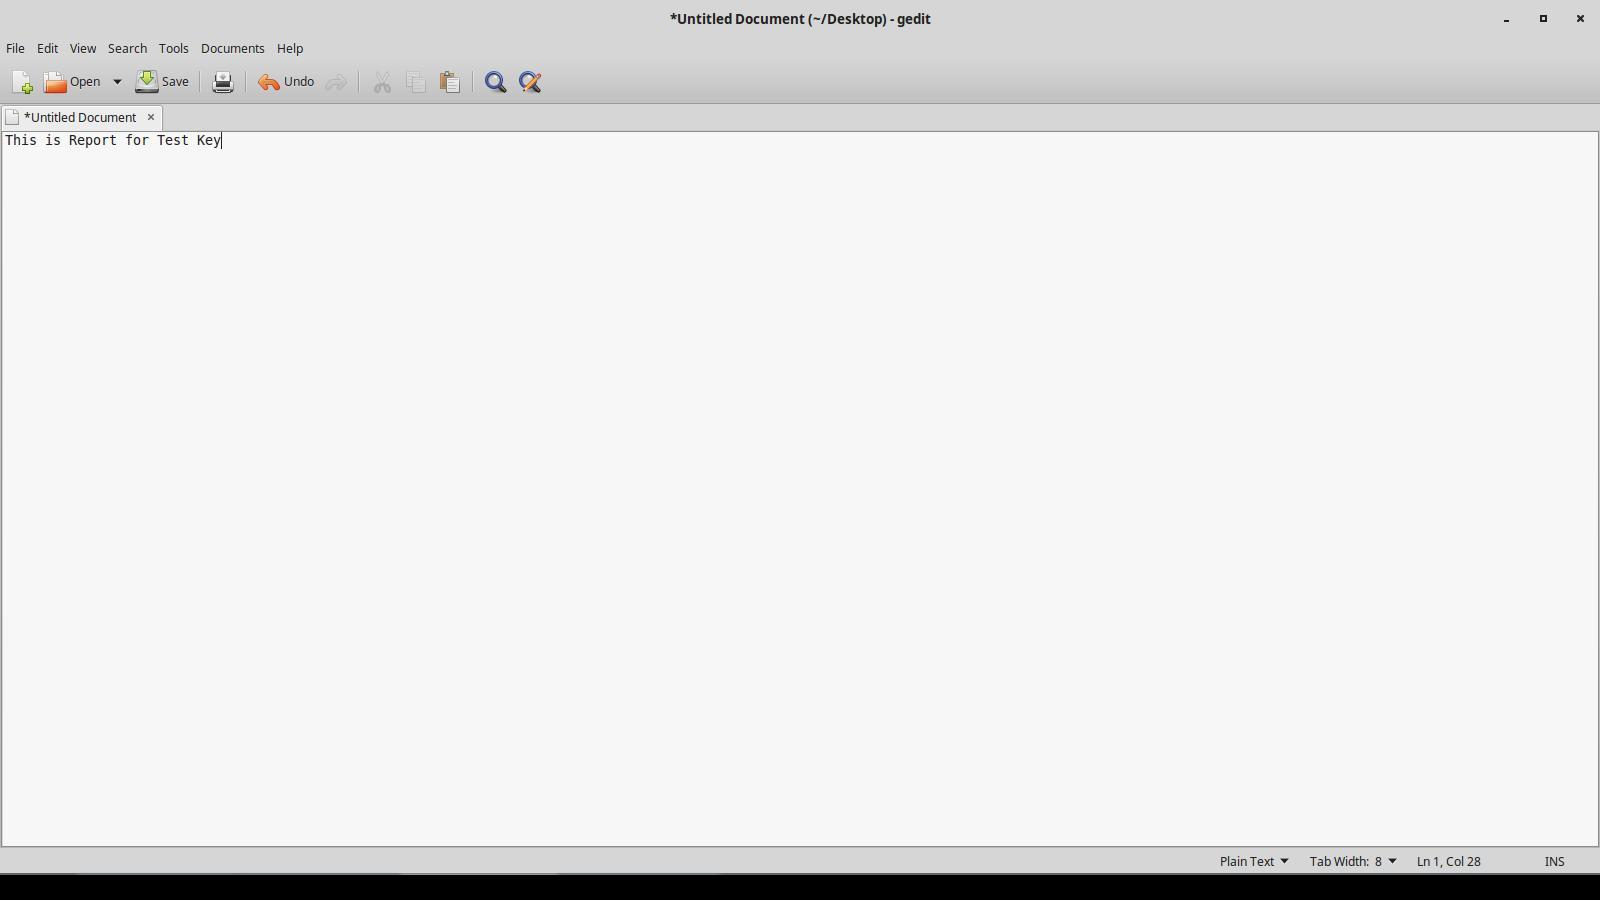 *Untitled Document (~/Desktop) - gedit
File Edit View Search Tools Documents Help
Open Save Undo
*Untitled Document
This is Report for Test Key
Plain Text Tab Width: 8 Ln 1, Col 28 INS